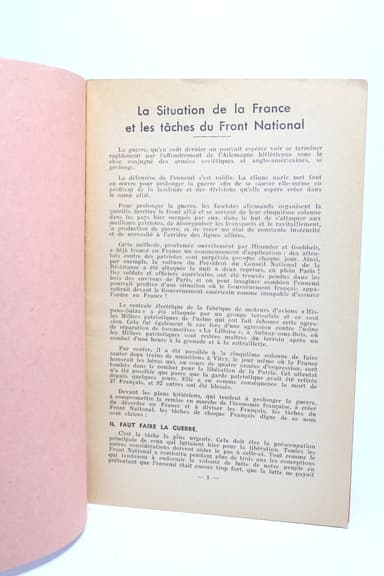 La Situation de la France
et les tâches du Front National
La guerre, qu'en août dernier on pouvait espérer voir se terminer
rapidement par l'effondrement de l'Allemagne hitlérienne sous le
choc conjugé des armées soviétiques et anglo-américaines, se
prolonge.
La défensive de l'ennemi s'est raidie. La clique nazie met tout
en œuvre pour prolonger la guerre afin de se sauver elle-même en
profitant de la lassitude et des divisions qu'elle espère créer dans
le camp allié.
Pour prolonger la guerre, les fascistes allemands organisent la
guerilla derrière le front allié et se servent de leur cinquième colonne
dans les pays hier occupés par eux, dans le but de s'attaquer aux
meilleurs patriotes, de désorganiser les transports et le ravitaillement,
la production de guerre, et de créer un état de constante insécurité
et de nécessité à l'arrière des lignes alliées.
Cette méthode, proclamée ouvertement par Himmler et Goebbels,
a déjà trouvé en France un commencement d'application ; des atten-
tats contre des patriotes sont perpétrés presque chaque jour. Ainsi,
par exemple, la voiture du Président du Conseil National de la
Résistance a été attaquée la nuit à deux reprises, en plein Paris !
Des soldats et officiers américains ont été trouvés pendus dans des
bois des environs de Paris, et on peut imaginer combien l'ennemi
pourrait profiter d'une situation où le Gouvernement français appa-
raîtrait devant le Gouvernement américain comme incapable d'assurer
l'ordre en France !
La centrale électrique de la fabrique de moteurs d'avions « His-
pano-Suiza » a été attaquée par un groupe terroriste et ce sont
les Milices patriotiques de l'usine qui ont fait échouer cette agres-
sion. Cela fut également le cas lors d'une agression contre l'usine
de réparation de locomotives « La Lilloise », à Aulnay-sous-Bois, où
les Milices patriotiques sont restées maîtres du terrain après un
combat d'une heure à la grenade et à la mitraillette.
Par contre, il a été possible à la cinquième colonne de faire
sauter deux trains de munitions à Vitry, le jour même où la France
honorait les héros qui, au cours de quatre années d'oppression, sont
tombés dans le combat pour la libération de la Patrie. Cet attentat
n'a été possible que parce que la garde patriotique avait été retirée
depuis quelques jours. Elle a eu comme conséquence la mort de
27 Français, et 92 autres ont été blessés.
Devant les plans hitlériens, qui tendent à prolonger la guerre,
à compromettre la remise en marche de l'économie française, à créer
du désordre en France et à diviser les Français, les tâches du
Front National, les tâches de chaque Français digne de ce nom
sont claires :
IL FAUT FAIRE LA GUERRE.
C'est la tâche la plus urgente. Cela doit être la préoccupation
principale de ceux qui luttaient hier pour la libération. Toutes les
autres considérations doivent céder le pas à celle-ci. Tout comme le
Front National a combattu pendant plus de trois ans les conceptions
qui tendaient à enfermer la volonté de lutte de notre peuple en
prétextant que l'ennemi était encore trop fort, que la lutte ne payait
— 1 —